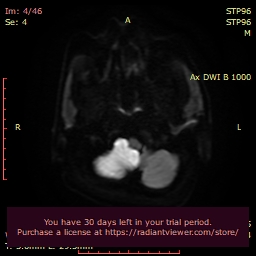 Im: 4/46
Se: 4
A
STP96
STP96
M
Ax DWI B 1000
R
L
You have 30 days left in your trial period.
Purchase a license at https://radiantviewer.com/store/